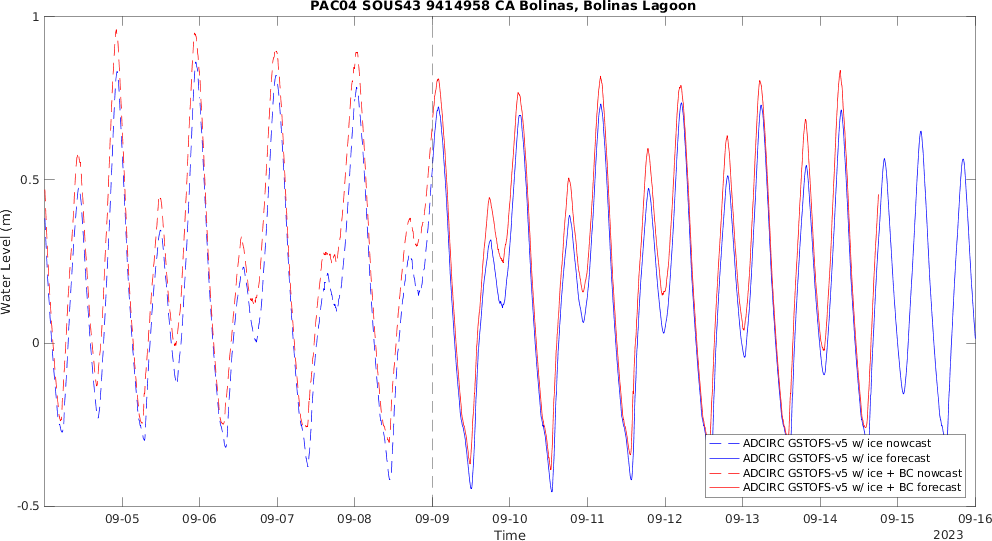 PAC04 SOUS43 9414958 CA Bolinas, Bolinas Lagoon
1
0.5
0
-0.5
Water Level (m)
ADCIRC GSTOFS-v5 w/ ice nowcast
ADCIRC GSTOFS-v5 w/ ice forecast
ADCIRC GSTOFS-v5 w/ ice + BC nowcast
ADCIRC GSTOFS-v5 w/ ice + BC forecast
09-05 09-06 09-07 09-08 09-09 09-10 09-11 09-12 09-13 09-14 09-15 09-16
Time
2023